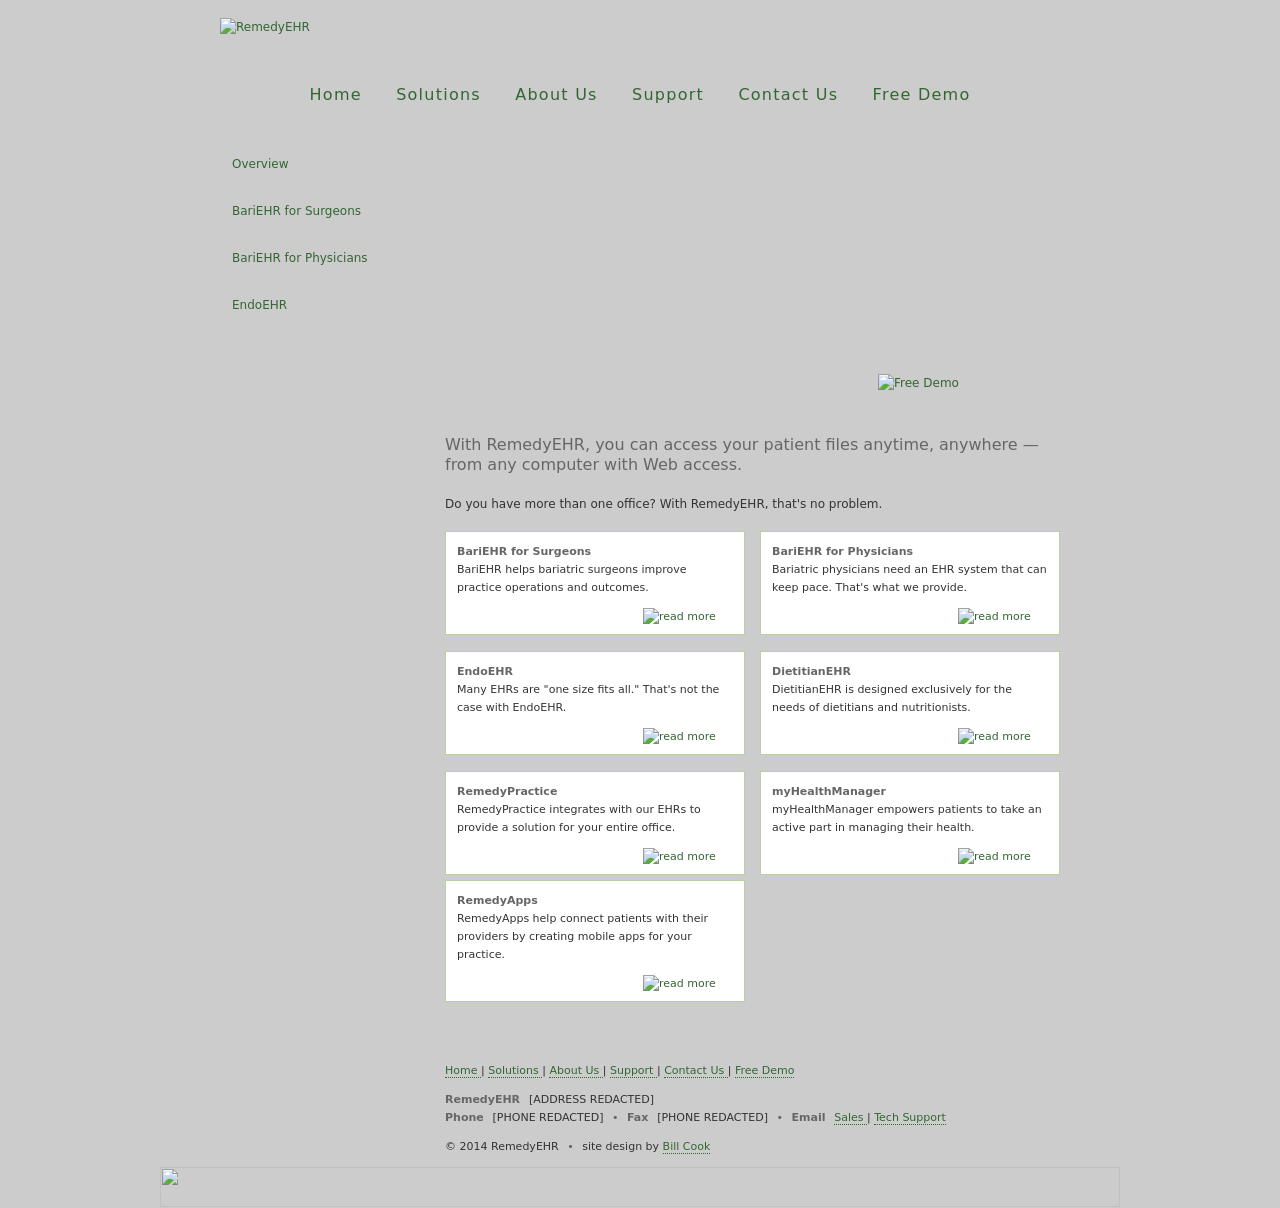 RemedyEHR
Home Solutions About Us Support Contact Us Free Demo
Overview
BariEHR for Surgeons
BariEHR for Physicians
EndoEHR
Free Demo
With RemedyEHR, you can access your patient files anytime, anywhere —
from any computer with Web access.
Do you have more than one office? With RemedyEHR, that's no problem.
BariEHR for Surgeons
BariEHR helps bariatric surgeons improve
practice operations and outcomes.
read more
BariEHR for Physicians
Bariatric physicians need an EHR system that can
keep pace. That's what we provide.
read more
EndoEHR
Many EHRs are "one size fits all." That's not the
case with EndoEHR.
read more
DietitianEHR
DietitianEHR is designed exclusively for the
needs of dietitians and nutritionists.
read more
RemedyPractice
RemedyPractice integrates with our EHRs to
provide a solution for your entire office.
read more
myHealthManager
myHealthManager empowers patients to take an
active part in managing their health.
read more
RemedyApps
RemedyApps help connect patients with their
providers by creating mobile apps for your
practice.
read more
Home | Solutions | About Us | Support | Contact Us | Free Demo
RemedyEHR [ADDRESS REDACTED]
Phone [PHONE REDACTED] • Fax [PHONE REDACTED] • Email Sales | Tech Support
© 2014 RemedyEHR • site design by Bill Cook